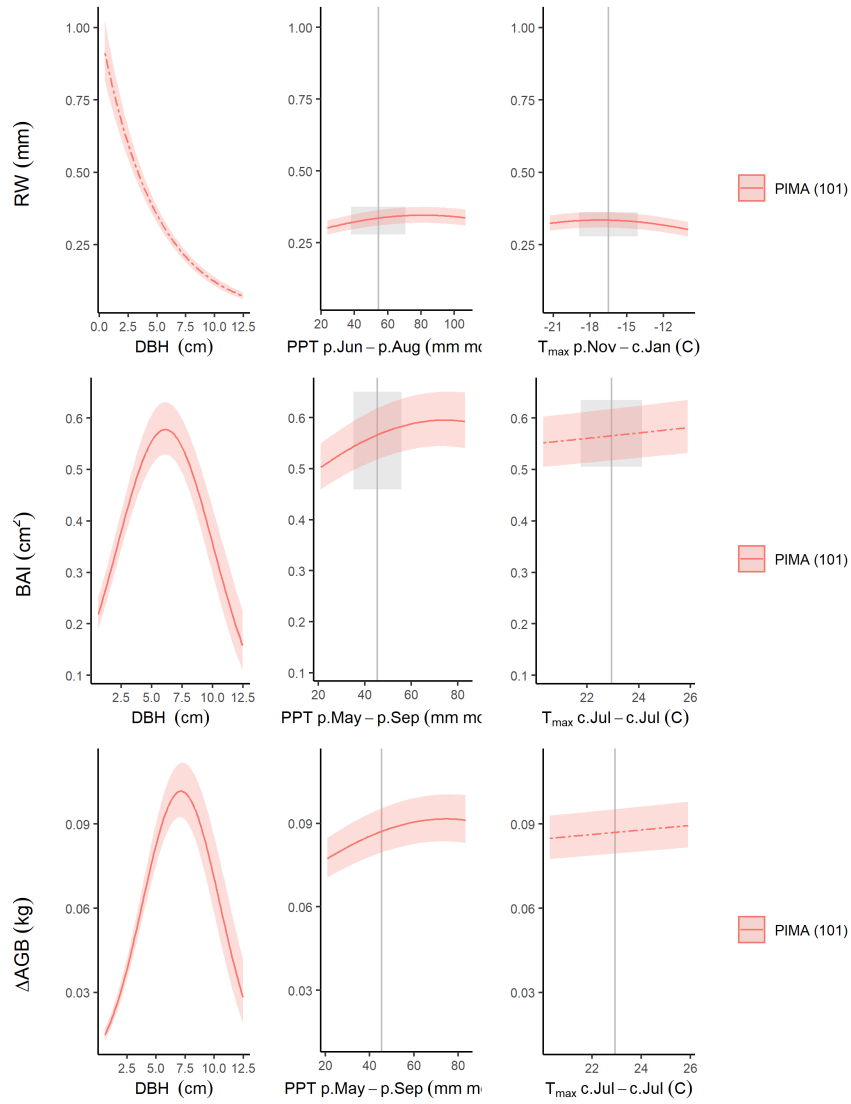 RW (mm)
1.00
0.75
0.50
0.25
0.0 2.5 5.0 7.5 10.0 12.5
DBH (cm)
1.00
0.75
0.50
0.25
20 40 60 80 100
PPT p.Jun – p.Aug (mm mo
1.00
0.75
0.50
0.25
-21 -18 -15 -12
Tmax p.Nov – c.Jan (C)
PIMA (101)
BAI (cm²)
0.6
0.5
0.4
0.3
0.2
0.1
2.5 5.0 7.5 10.0 12.5
DBH (cm)
0.6
0.5
0.4
0.3
0.2
0.1
20 40 60 80
PPT p.May – p.Sep (mm mo
0.6
0.5
0.4
0.3
0.2
0.1
22 24 26
Tmax c.Jul – c.Jul (C)
PIMA (101)
ΔAGB (kg)
0.09
0.06
0.03
2.5 5.0 7.5 10.0 12.5
DBH (cm)
0.09
0.06
0.03
20 40 60 80
PPT p.May – p.Sep (mm mo
0.09
0.06
0.03
22 24 26
Tmax c.Jul – c.Jul (C)
PIMA (101)